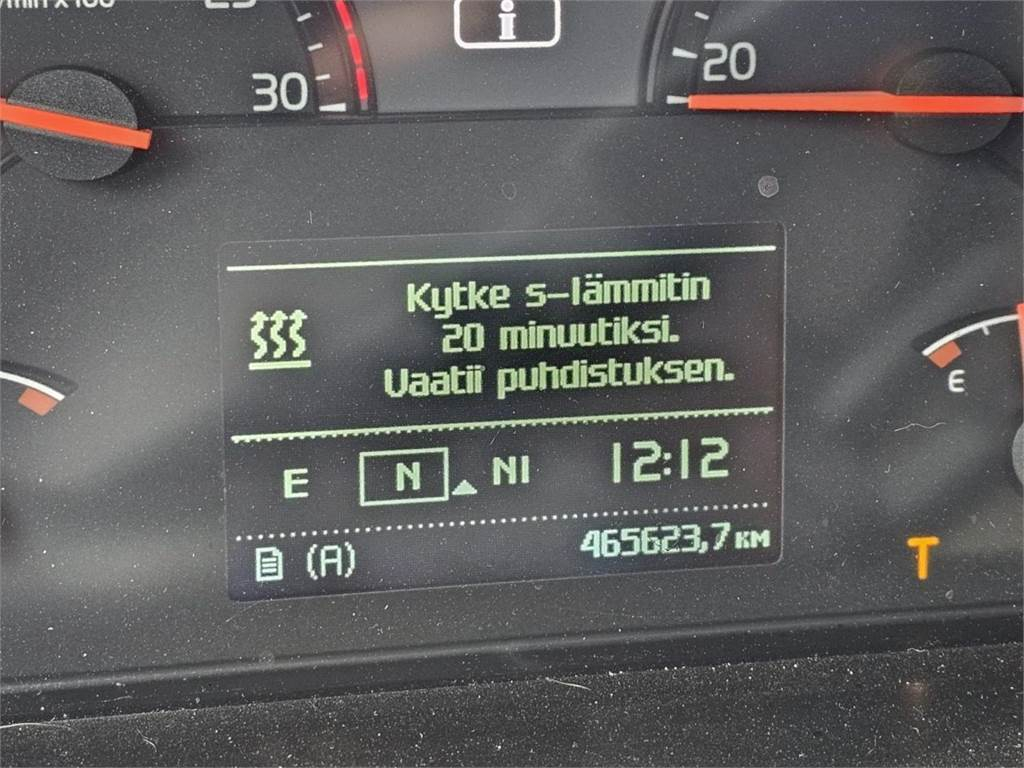 30
20
Kytke s-lämmitin
20 minuutiksi.
Vaatii puhdistuksen.
E N NI 12:12
(A) 465623,7 км
E
T